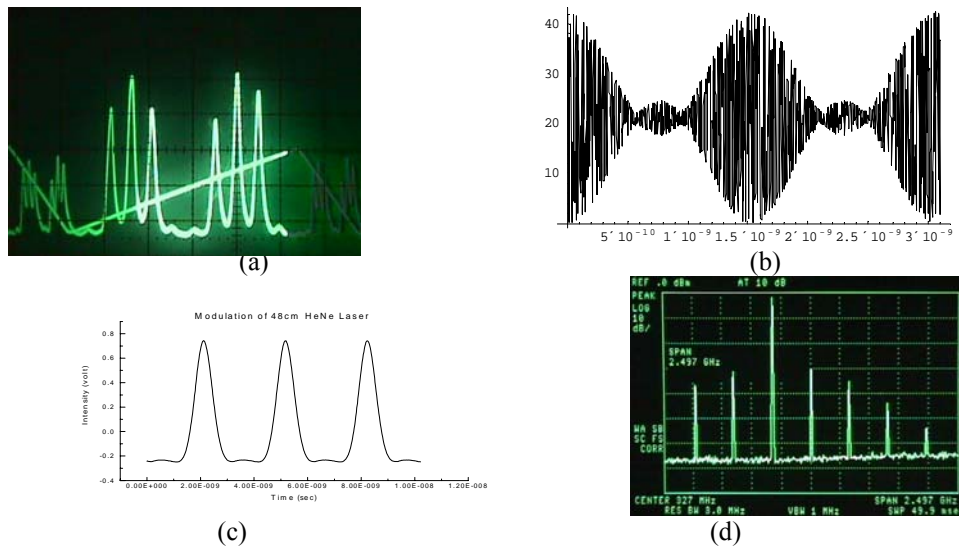 40
30
20
10
5´10⁻¹⁰ 1´10⁻⁹ 1.5´10⁻⁹ 2´10⁻⁹ 2.5´10⁻⁹ 3´10⁻⁹
(a)
(b)
Modulation of 48cm HeNe Laser
Intensity (volt)
0.8
0.6
0.4
0.2
0.0
-0.2
-0.4
0.00E+000 2.00E-009 4.00E-009 6.00E-009 8.00E-009 1.00E-008 1.20E-008
Time (sec)
(c)
REF .0 dBm AT 10 dB
PEAK
LOG
10
dB/
SPAN
2.497 GHz
WA SB
SC FS
CORR
CENTER 327 MHz SPAN 2.497 GHz
RES BW 3.0 MHz VBW 1 MHz SWP 49.9 msec
(d)